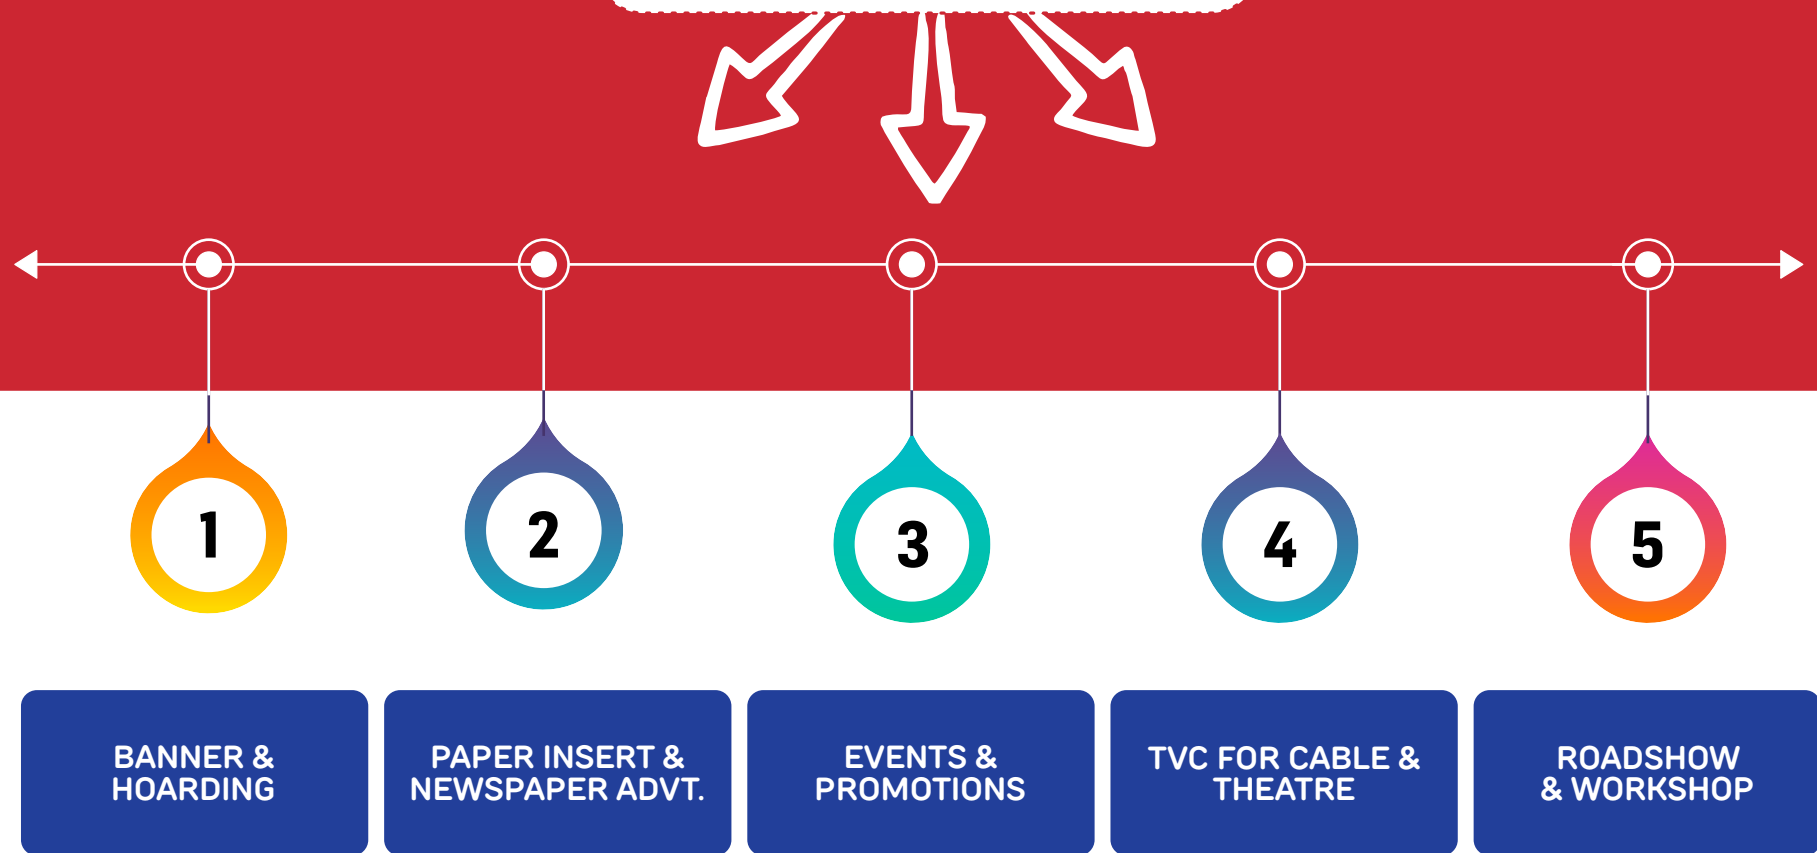 1
2
3
4
5
BANNER &
HOARDING
PAPER INSERT &
NEWSPAPER ADVT.
EVENTS &
PROMOTIONS
TVC FOR CABLE &
THEATRE
ROADSHOW
& WORKSHOP